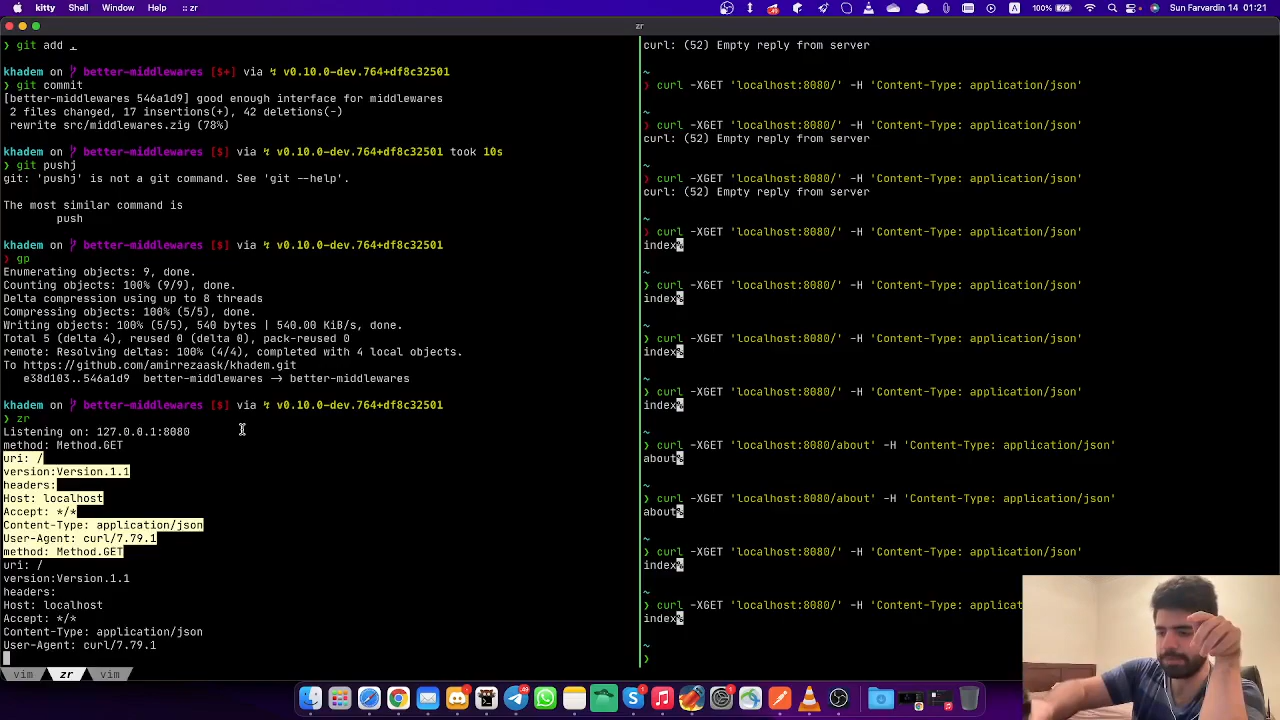 kitty Shell Window Help :: zr 100% A Sun Farvardin 14 01:21
zr
❯ git add .
khadem on better-middlewares [$+] via ↯ v0.10.0-dev.764+df8c32501
❯ git commit
[better-middlewares 546a1d9] good enough interface for middlewares
2 files changed, 17 insertions(+), 42 deletions(-)
rewrite src/middlewares.zig (78%)
khadem on better-middlewares [$] via ↯ v0.10.0-dev.764+df8c32501 took 10s
❯ git pushj
git: 'pushj' is not a git command. See 'git --help'.
The most similar command is
push
khadem on better-middlewares [$] via ↯ v0.10.0-dev.764+df8c32501
❯ gp
Enumerating objects: 9, done.
Counting objects: 100% (9/9), done.
Delta compression using up to 8 threads
Compressing objects: 100% (5/5), done.
Writing objects: 100% (5/5), 540 bytes | 540.00 KiB/s, done.
Total 5 (delta 4), reused 0 (delta 0), pack-reused 0
remote: Resolving deltas: 100% (4/4), completed with 4 local objects.
To https://github.com/amirrezaask/khadem.git
e38d103..546a1d9 better-middlewares -> better-middlewares
khadem on better-middlewares [$] via ↯ v0.10.0-dev.764+df8c32501
❯ zr
Listening on: 127.0.0.1:8080
method: Method.GET
uri: /
version:Version.1.1
headers:
Host: localhost
Accept: */*
Content-Type: application/json
User-Agent: curl/7.79.1
method: Method.GET
uri: /
version:Version.1.1
headers:
Host: localhost
Accept: */*
Content-Type: application/json
User-Agent: curl/7.79.1
vim zr vim
curl: (52) Empty reply from server
~
❯ curl -XGET 'localhost:8080/' -H 'Content-Type: application/json'
~
❯ curl -XGET 'localhost:8080/' -H 'Content-Type: application/json'
curl: (52) Empty reply from server
~
❯ curl -XGET 'localhost:8080/' -H 'Content-Type: application/json'
curl: (52) Empty reply from server
~
❯ curl -XGET 'localhost:8080/' -H 'Content-Type: application/json'
index%
~
❯ curl -XGET 'localhost:8080/' -H 'Content-Type: application/json'
index%
~
❯ curl -XGET 'localhost:8080/' -H 'Content-Type: application/json'
index%
~
❯ curl -XGET 'localhost:8080/' -H 'Content-Type: application/json'
index%
~
❯ curl -XGET 'localhost:8080/about' -H 'Content-Type: application/json'
about%
~
❯ curl -XGET 'localhost:8080/about' -H 'Content-Type: application/json'
about%
~
❯ curl -XGET 'localhost:8080/' -H 'Content-Type: application/json'
index%
~
❯ curl -XGET 'localhost:8080/' -H 'Content-Type: applicat
index%
~
❯